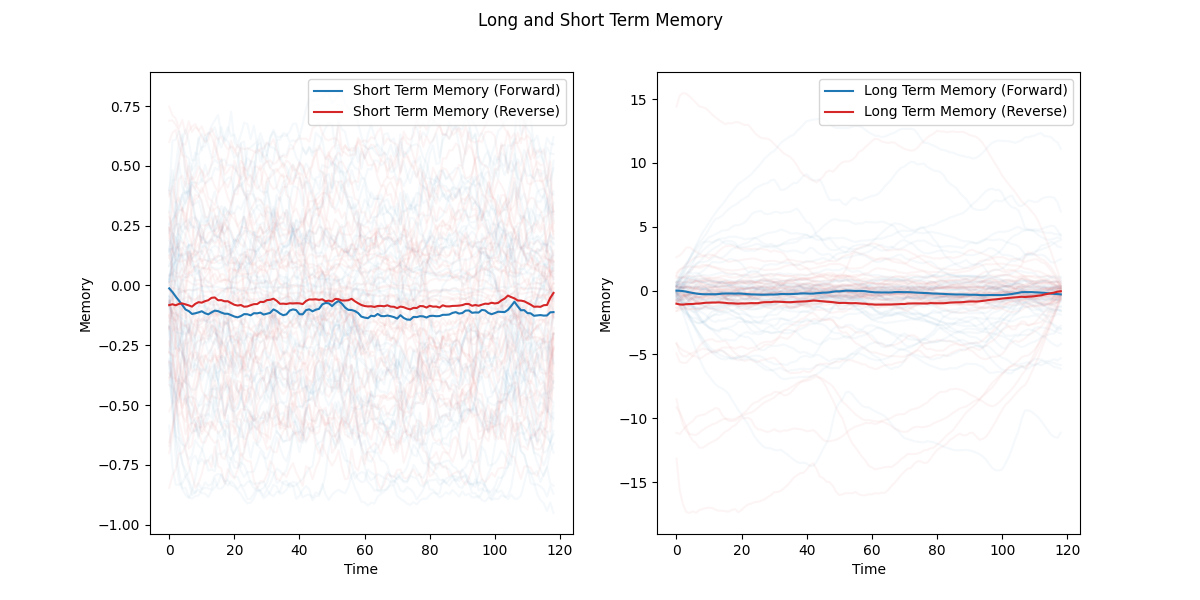 Long and Short Term Memory
Short Term Memory (Forward)
Short Term Memory (Reverse)
0.75
0.50
0.25
0.00
−0.25
−0.50
−0.75
−1.00
Memory
0 20 40 60 80 100 120
Time
Long Term Memory (Forward)
Long Term Memory (Reverse)
15
10
5
0
−5
−10
−15
Memory
0 20 40 60 80 100 120
Time